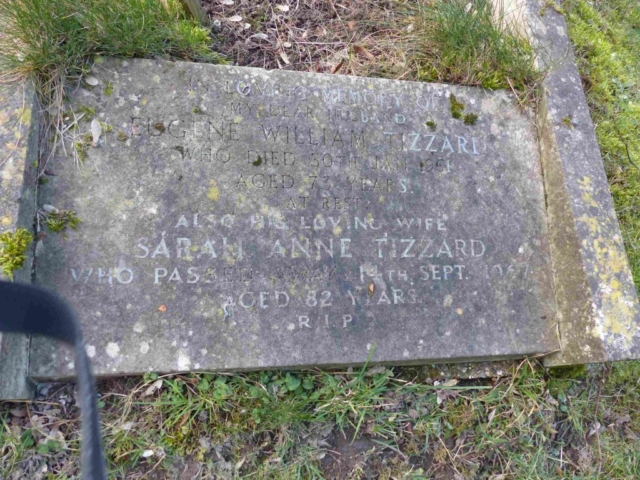 IN LOVING MEMORY OF
MY DEAR HUSBAND
EUGENE WILLIAM TIZZARD
WHO DIED 30TH JAN. 1961
AGED 77 YEARS.
AT REST
ALSO HIS LOVING WIFE
SARAH ANNE TIZZARD
WHO PASSED AWAY 14TH. SEPT. 1967
AGED 82 YEARS.
R.I.P.